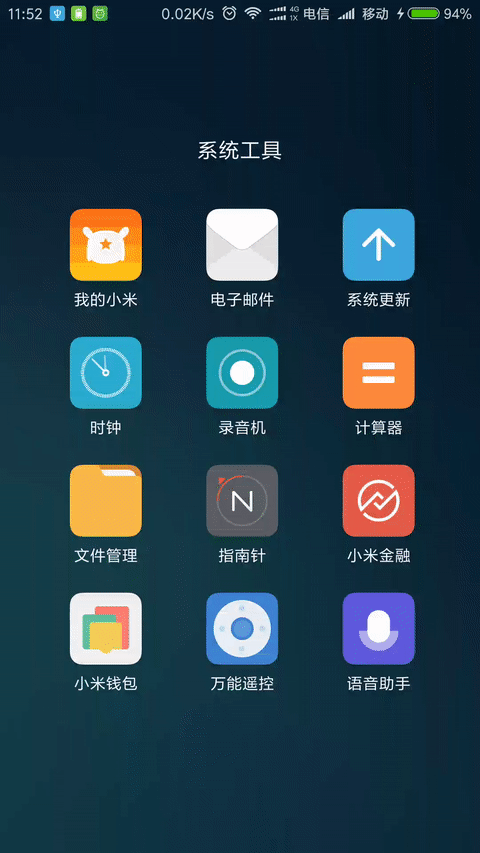 11:52 0.02K/s 4G 1X 电信 移动 94%
系统工具
我的小米 电子邮件 系统更新
时钟 录音机 计算器
N
文件管理 指南针 小米金融
小米钱包 万能遥控 语音助手